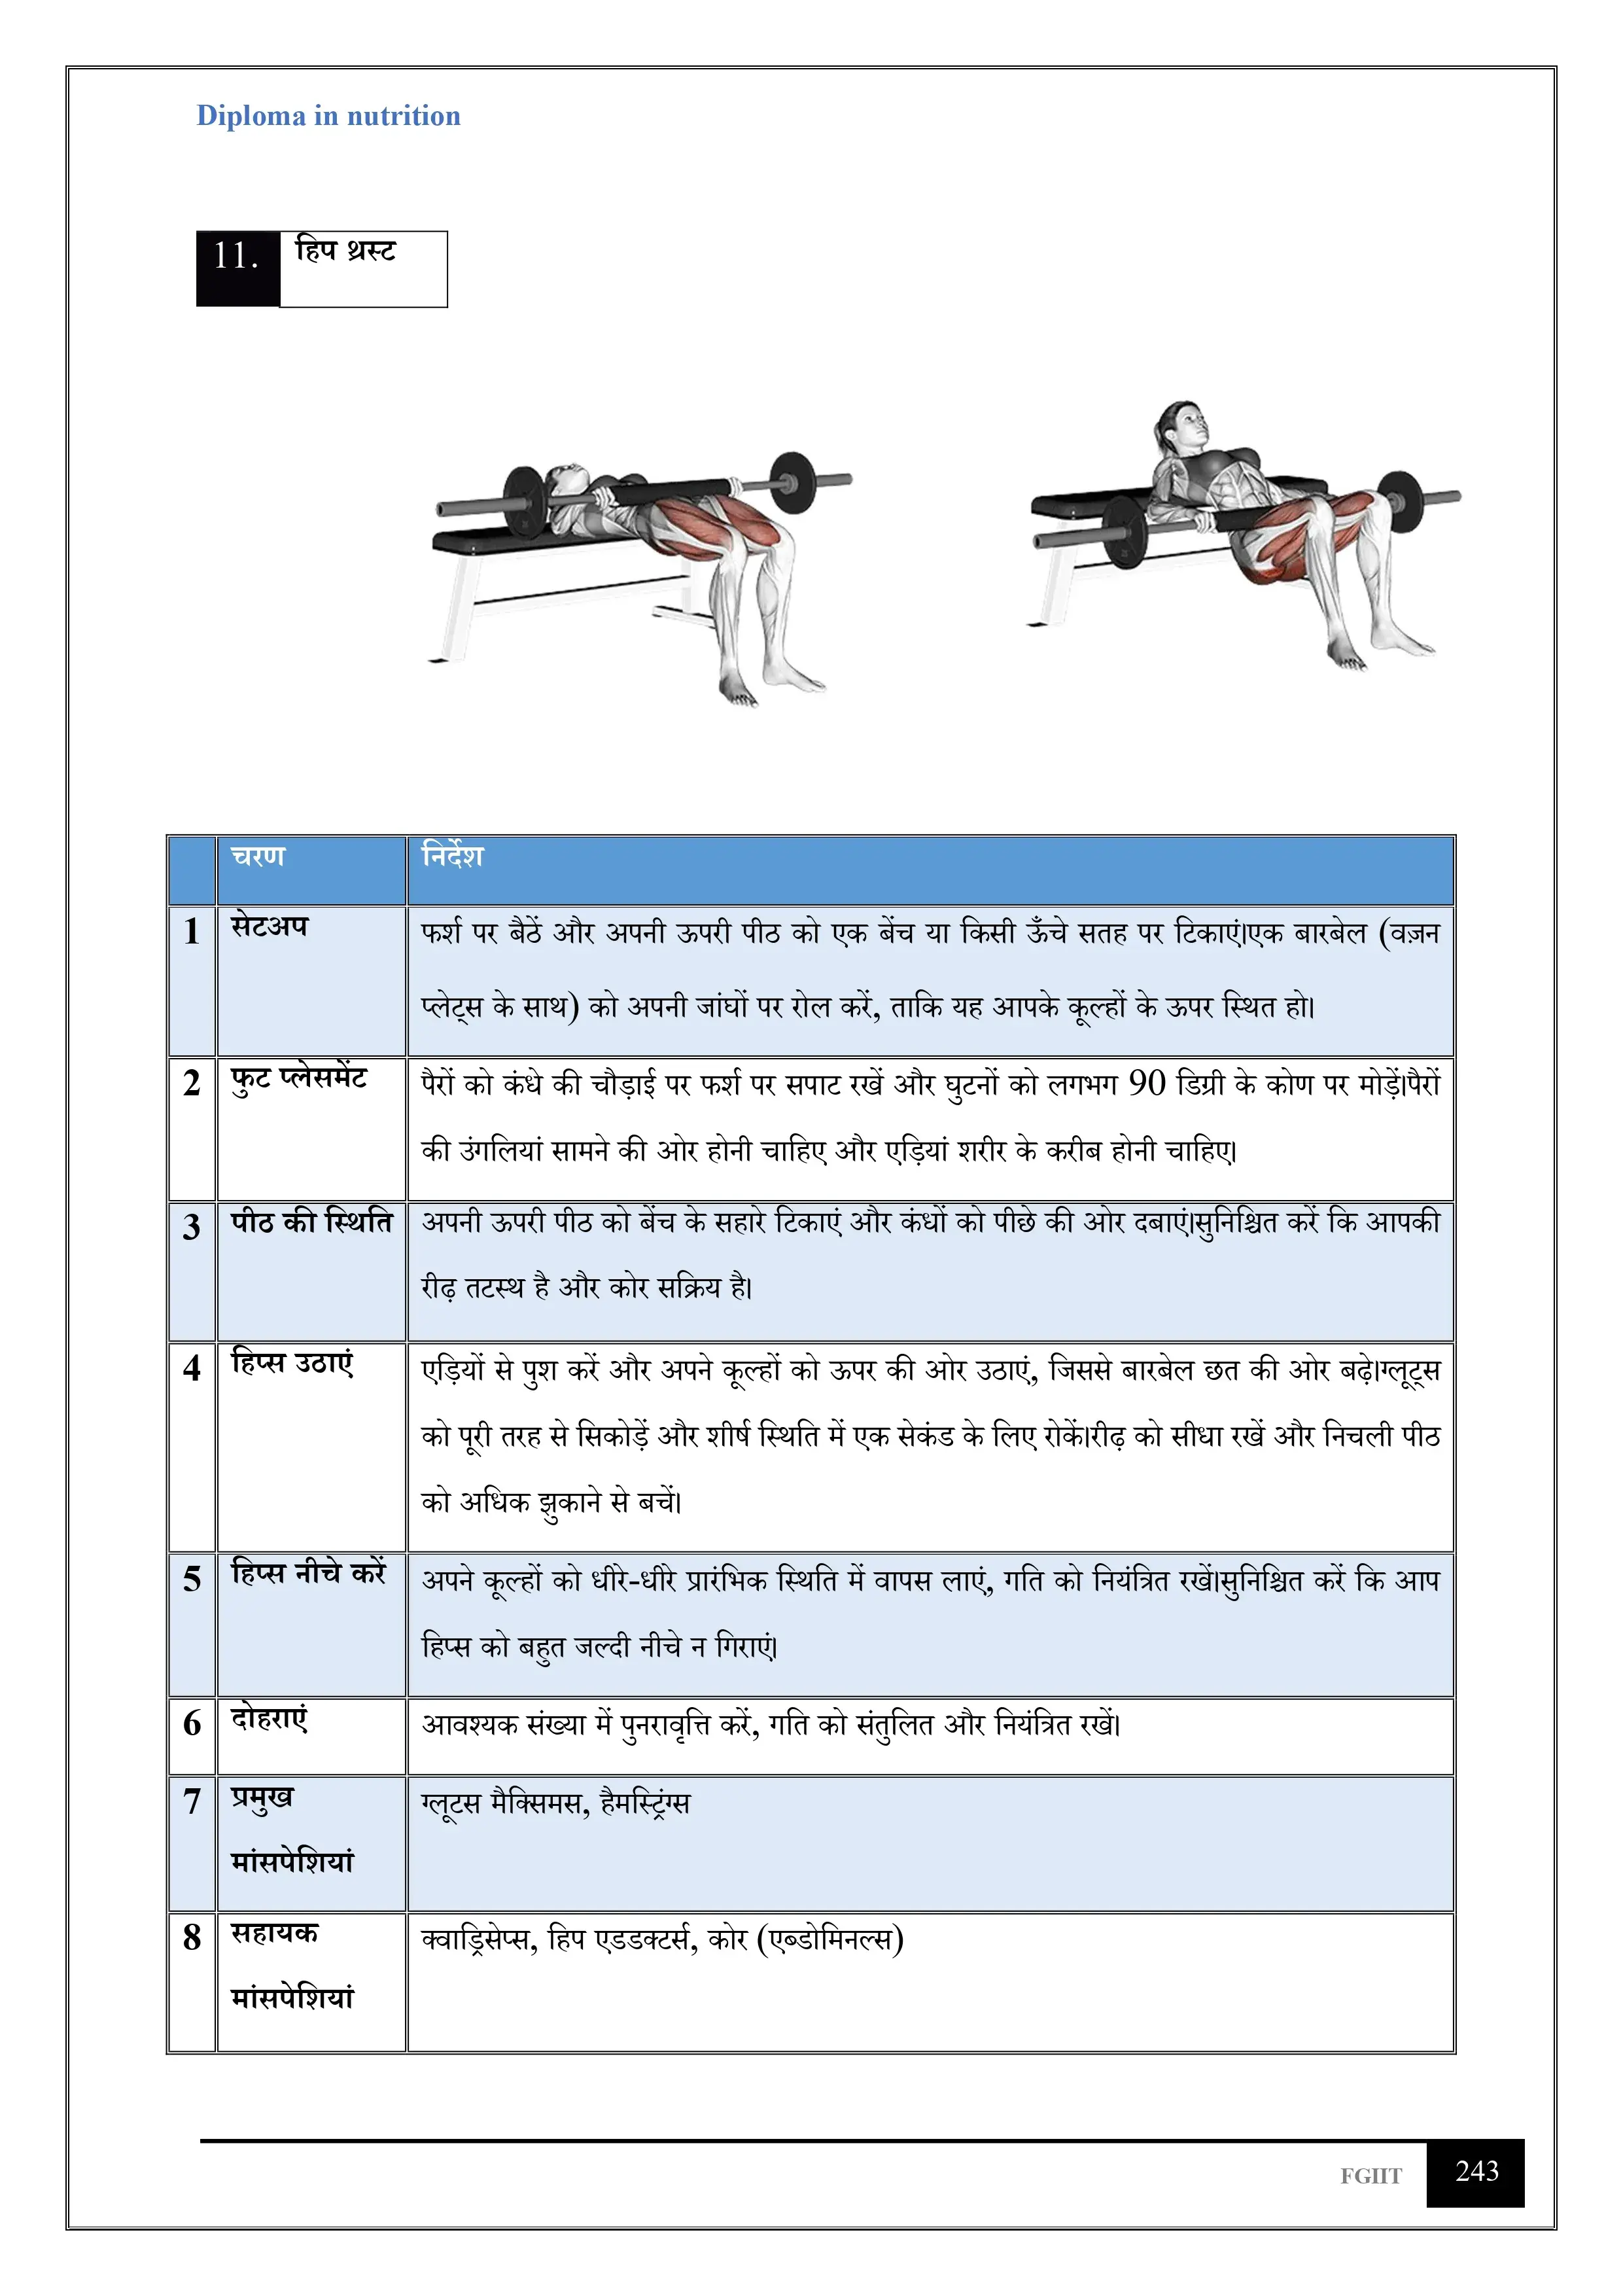 Diploma in nutrition
11. हिप थ्रस्ट
चरण निर्देश
1 सेटअप फर्श पर बैठें और अपनी ऊपरी पीठ को एक बेंच या किसी ऊँचे सतह पर टिकाएं।एक बारबेल (वज़न
प्लेट्स के साथ) को अपनी जांघों पर रोल करें, ताकि यह आपके कूल्हों के ऊपर स्थित हो।
2 फुट प्लेसमेंट पैरों को कंधे की चौड़ाई पर फर्श पर सपाट रखें और घुटनों को लगभग 90 डिग्री के कोण पर मोड़ें।पैरों
की उंगलियां सामने की ओर होनी चाहिए और एड़ियां शरीर के करीब होनी चाहिए।
3 पीठ की स्थिति अपनी ऊपरी पीठ को बेंच के सहारे टिकाएं और कंधों को पीछे की ओर दबाएं।सुनिश्चित करें कि आपकी
रीढ़ तटस्थ है और कोर सक्रिय है।
4 हिप्स उठाएं एड़ियों से पुश करें और अपने कूल्हों को ऊपर की ओर उठाएं, जिससे बारबेल छत की ओर बढ़े।ग्लूट्स
को पूरी तरह से सिकोड़ें और शीर्ष स्थिति में एक सेकंड के लिए रोकें।रीढ़ को सीधा रखें और निचली पीठ
को अधिक झुकाने से बचें।
5 हिप्स नीचे करें अपने कूल्हों को धीरे-धीरे प्रारंभिक स्थिति में वापस लाएं, गति को नियंत्रित रखें।सुनिश्चित करें कि आप
हिप्स को बहुत जल्दी नीचे न गिराएं।
6 दोहराएं आवश्यक संख्या में पुनरावृत्ति करें, गति को संतुलित और नियंत्रित रखें।
7 प्रमुख ग्लूटस मैक्सिमस, हैमस्ट्रिंग्स
मांसपेशियां
8 सहायक क्वाड्रिसेप्स, हिप एडडक्टर्स, कोर (एब्डोमिनल्स)
मांसपेशियां
FGIIT 243